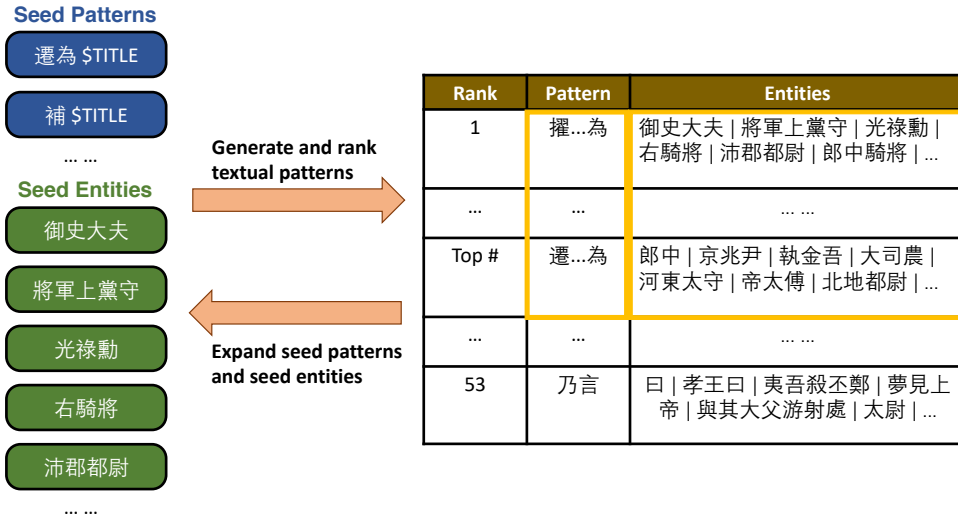 Seed Patterns
遷為 $TITLE
補 $TITLE
... ...
Seed Entities
御史大夫
將軍上黨守
光祿勳
右騎將
沛郡都尉
... ...
Generate and rank
textual patterns
Expand seed patterns
and seed entities
Rank Pattern Entities
1 擢...為 御史大夫 | 將軍上黨守 | 光祿勳 |
右騎將 | 沛郡都尉 | 郎中騎將 | ...
... ... ... ...
Top # 遷...為 郎中 | 京兆尹 | 執金吾 | 大司農 |
河東太守 | 帝太傅 | 北地都尉 | ...
... ... ... ...
53 乃言 曰 | 孝王曰 | 夷吾殺丕鄭 | 夢見上
帝 | 與其大父游射處 | 太尉 | ...